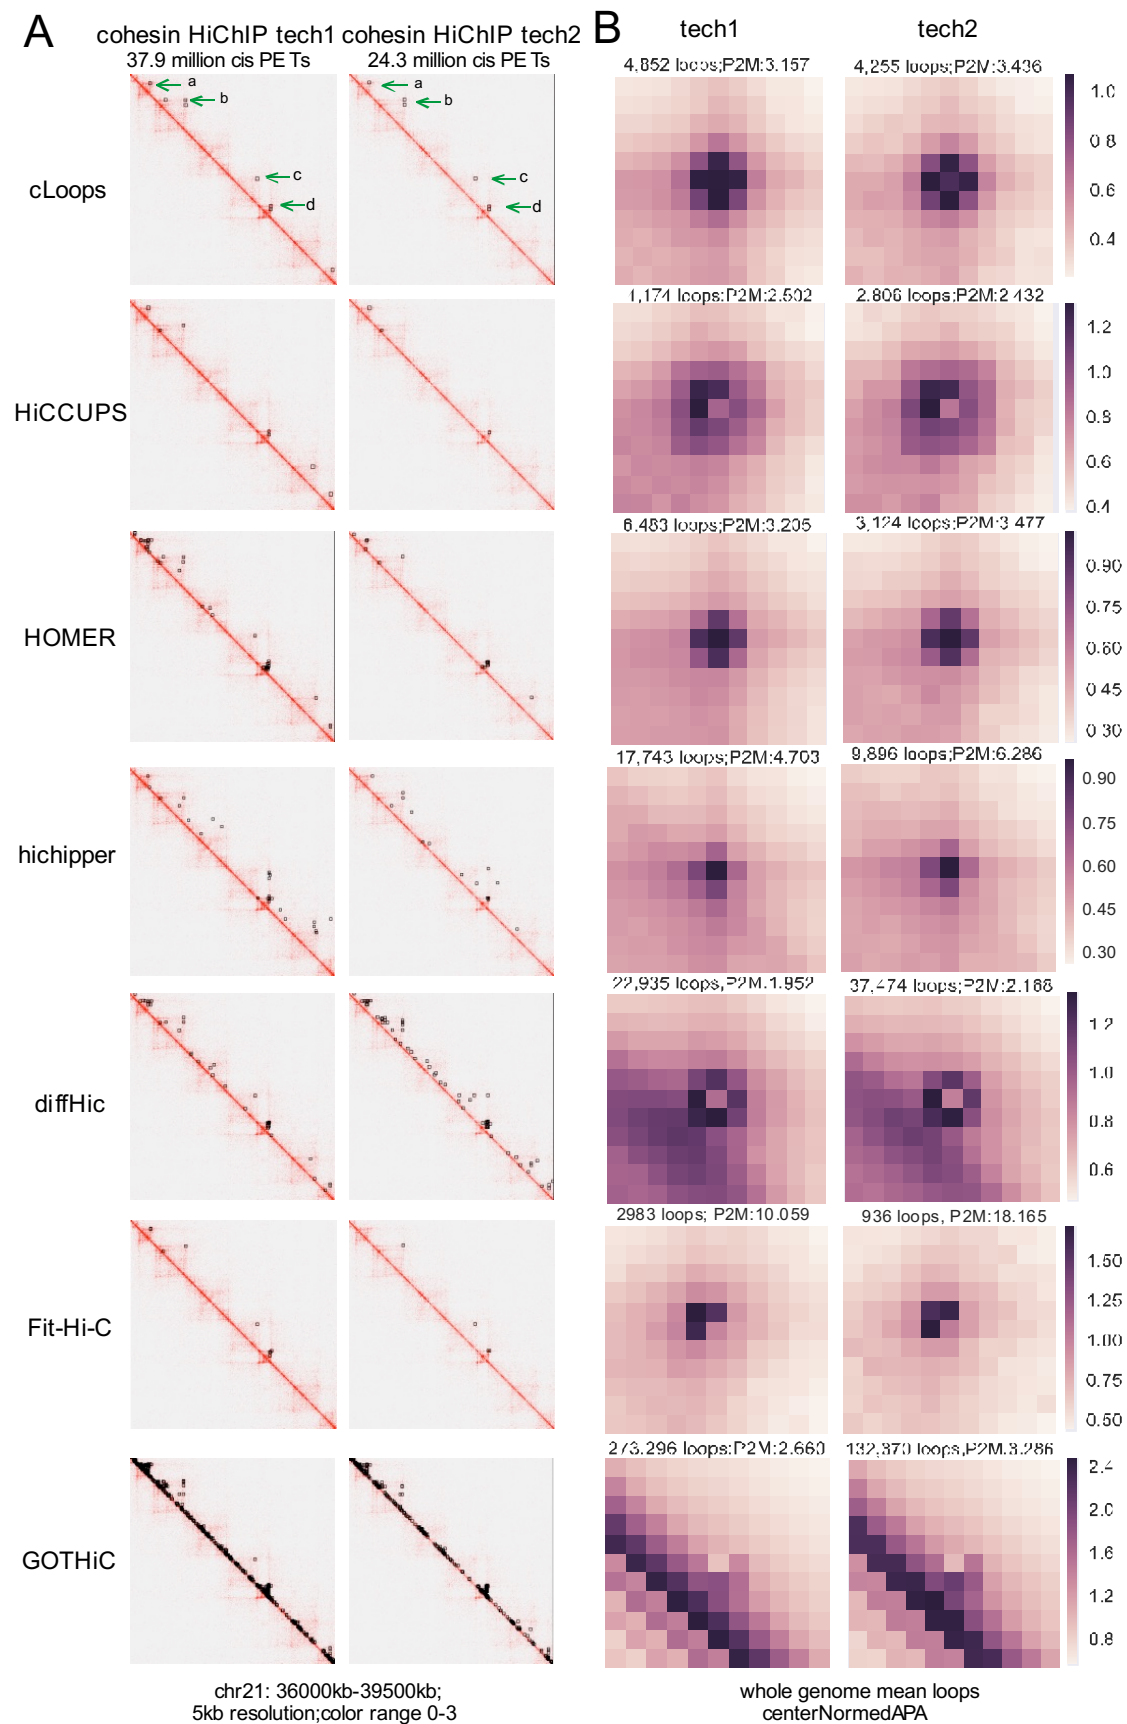 A
cohesin HiChIP tech1
cohesin HiChIP tech2
37.9 million cis PETs
24.3 million cis PETs
B
tech1
tech2
cLoops
a
b
c
d
a
b
c
d
4,852 loops;P2M:3.157
4,255 loops;P2M:3.436
1.0
0.8
0.6
0.4
HiCCUPS
1,174 loops;P2M:2.502
2,806 loops;P2M:2.432
1.2
1.0
0.8
0.6
0.4
HOMER
6,483 loops;P2M:3.205
3,124 loops;P2M:3.477
0.90
0.75
0.60
0.45
0.30
hichipper
17,743 loops;P2M:4.703
9,896 loops;P2M:6.286
0.90
0.75
0.60
0.45
0.30
diffHic
22,935 loops,P2M:1.952
37,474 loops;P2M:2.188
1.2
1.0
0.8
0.6
Fit-Hi-C
2983 loops; P2M:10.059
936 loops, P2M:18.165
1.50
1.25
1.00
0.75
0.50
GOTHiC
273,296 loops;P2M:2.660
132,370 loops,P2M:3.286
2.4
2.0
1.6
1.2
0.8
chr21: 36000kb-39500kb;
5kb resolution;color range 0-3
whole genome mean loops
centerNormedAPA